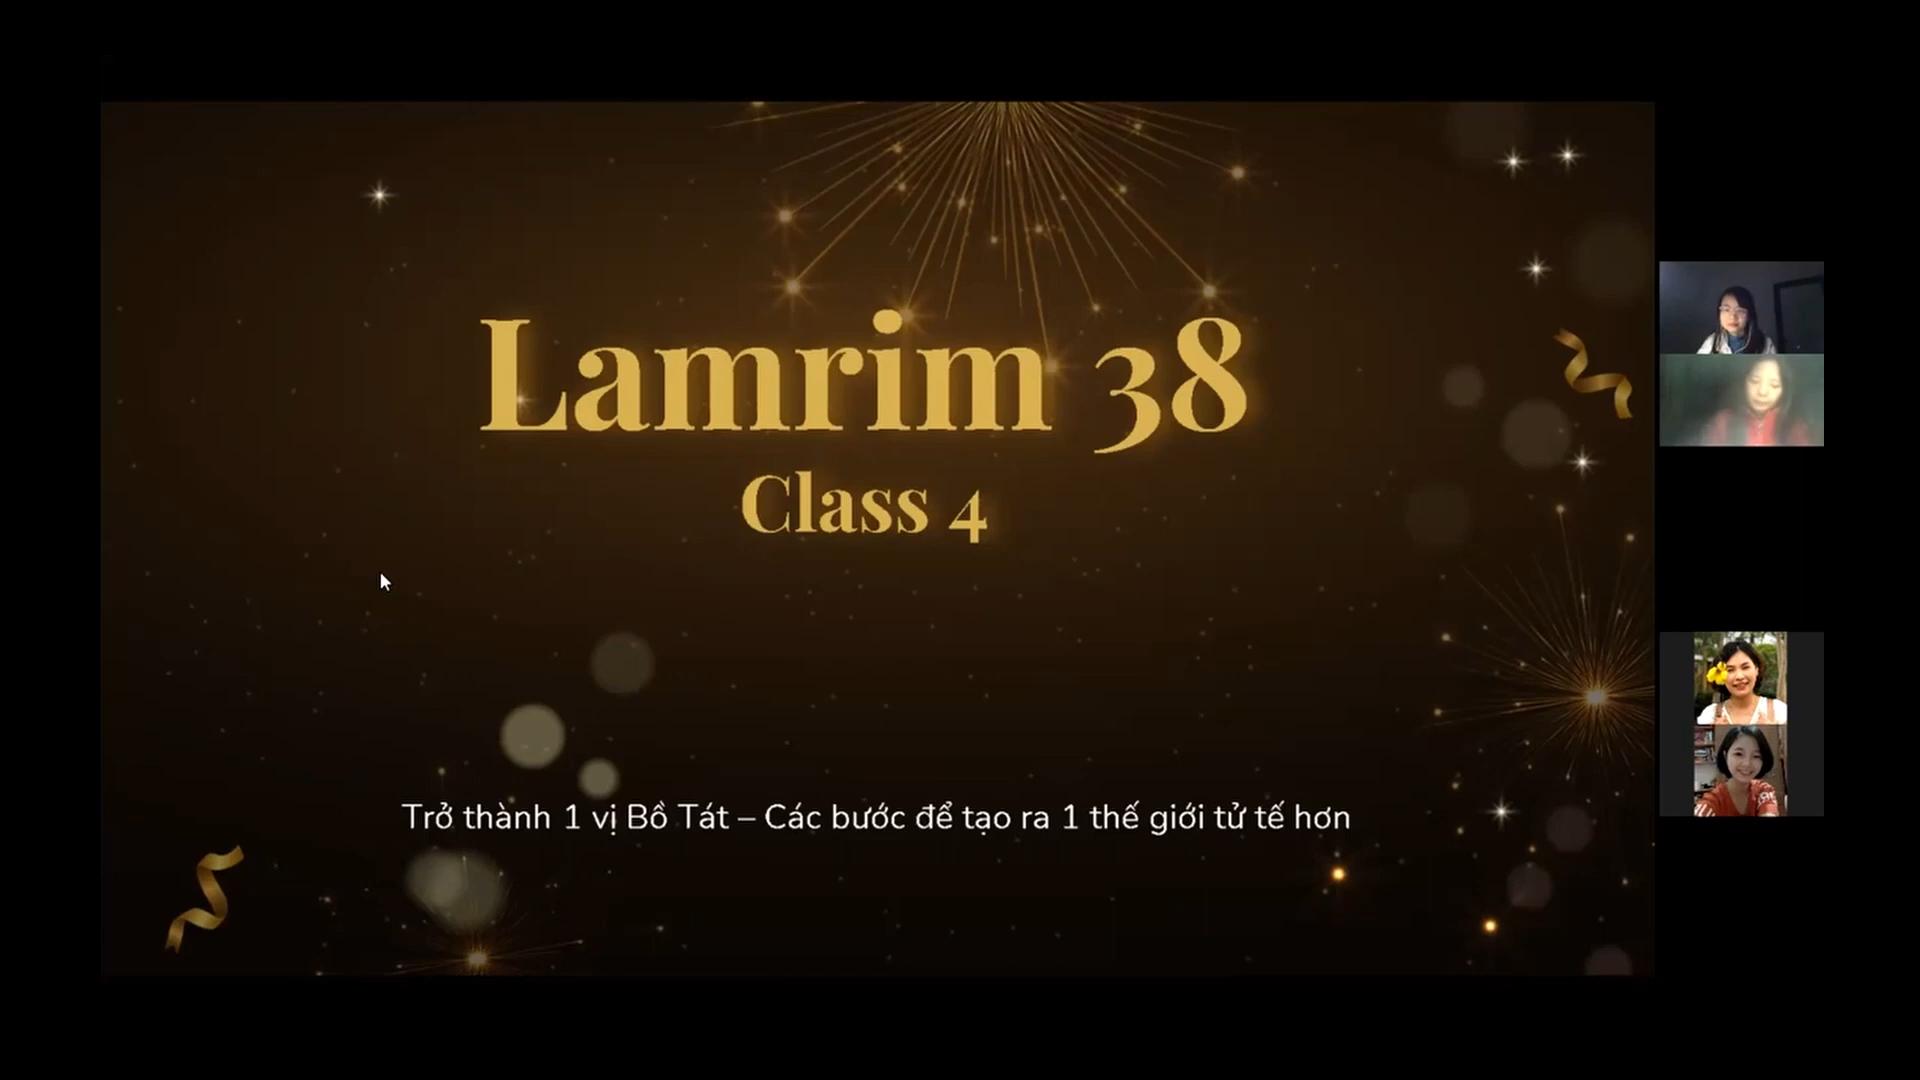 Lamrim 38
Class 4
Trở thành 1 vị Bồ Tát – Các bước để tạo ra 1 thế giới tử tế hơn